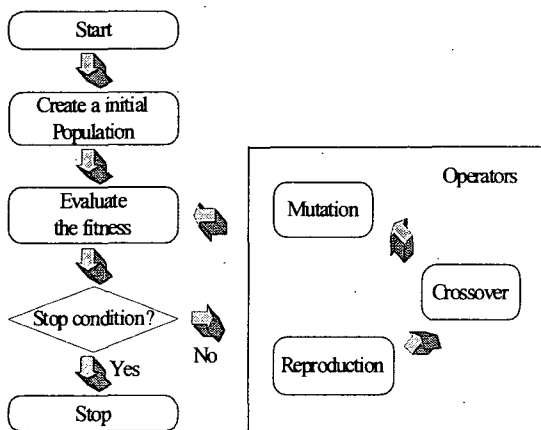 Start
Create a initial
Population
Evaluate
the fitness
Stop condition?
Yes
No
Stop
Operators
Mutation
Crossover
Reproduction